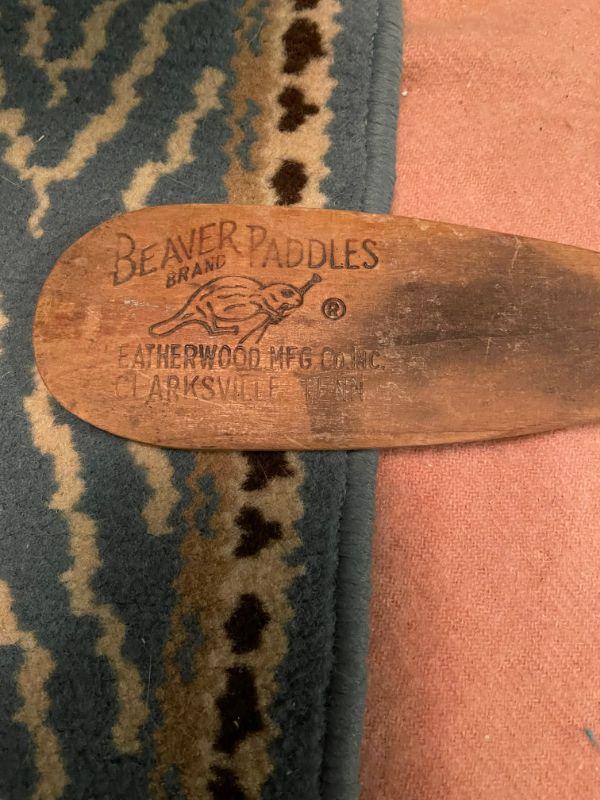 BEAVER PADDLES
BRAND
®
EATHERWOOD MFG CO. INC.
CLARKSVILLE, TENN